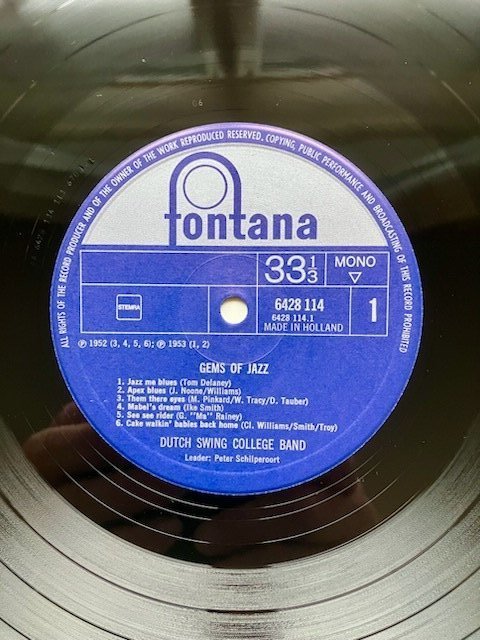 ALL RIGHTS OF THE RECORD PRODUCER AND OF THE OWNER OF THE WORK REPRODUCED RESERVED. COPYING, PUBLIC PERFORMANCE AND BROADCASTING OF THIS RECORD PROHIBITED
fontana
33 1/3
MONO
STEMRA
6428 114
6428 114.1
MADE IN HOLLAND
1
℗ 1952 (3, 4, 5, 6); ℗ 1953 (1, 2)
GEMS OF JAZZ
1. Jazz me blues (Tom Delaney)
2. Apex blues (J. Noone/Williams)
3. Them there eyes (M. Pinkard/W. Tracy/D. Tauber)
4. Mabel's dream (Ike Smith)
5. See see rider (G. "Ma" Rainey)
6. Cake walkin' babies back home (Cl. Williams/Smith/Troy)
DUTCH SWING COLLEGE BAND
Leader: Peter Schilperoort